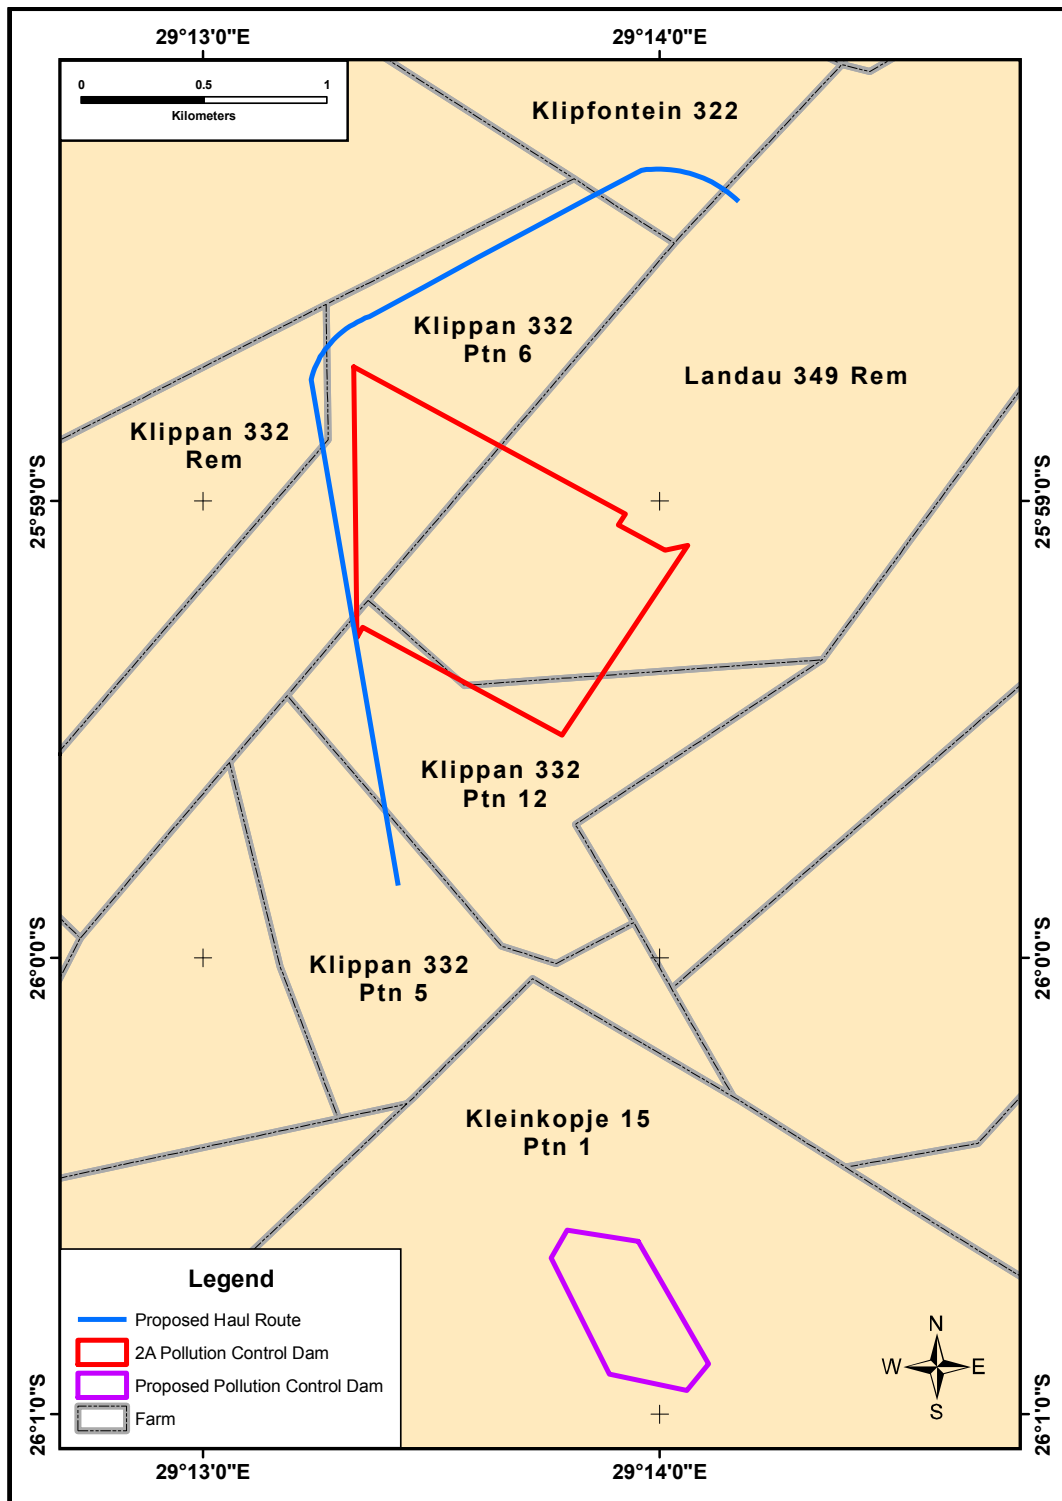 29°13'0"E
29°14'0"E
0 0.5 1
Kilometers
Klipfontein 322
Klippan 332
Ptn 6
Landau 349 Rem
Klippan 332
Rem
25°59'0"S
25°59'0"S
Klippan 332
Ptn 12
26°0'0"S
26°0'0"S
Klippan 332
Ptn 5
Kleinkopje 15
Ptn 1
Legend
Proposed Haul Route
2A Pollution Control Dam
Proposed Pollution Control Dam
Farm
N
W E
S
26°1'0"S
26°1'0"S
29°13'0"E
29°14'0"E